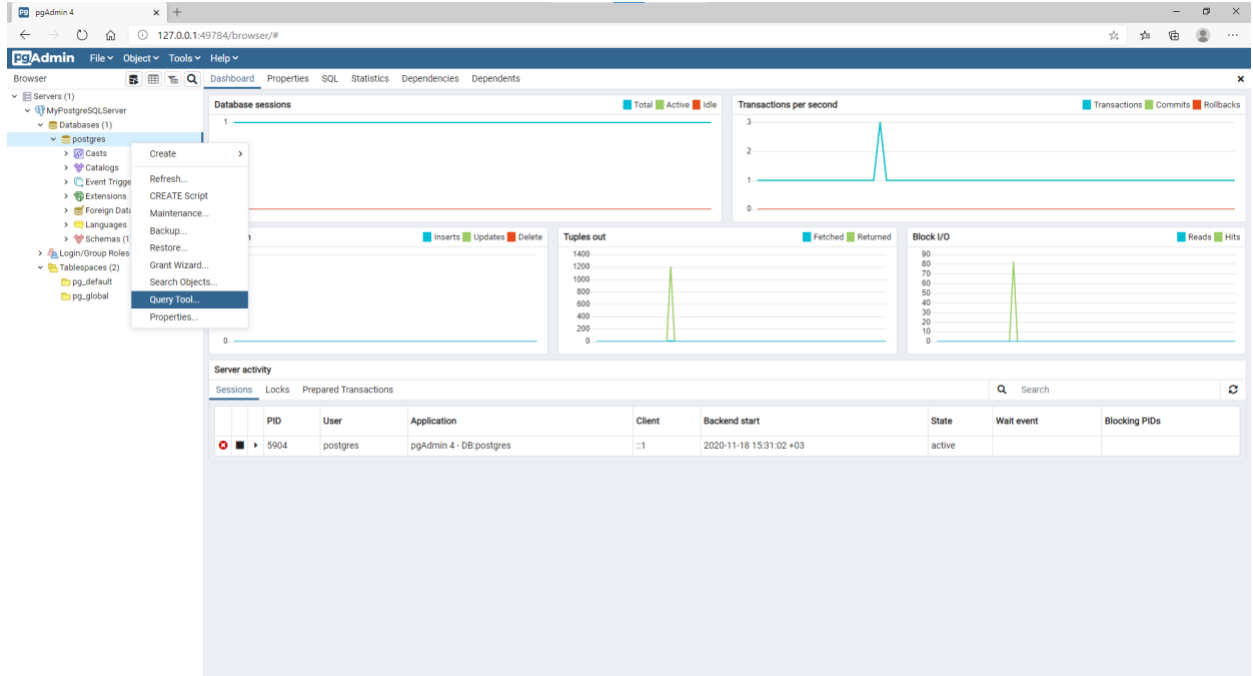 pgAdmin 4
127.0.0.1:49784/browser/#
pgAdmin File Object Tools Help
Browser
Dashboard Properties SQL Statistics Dependencies Dependents
Servers (1)
MyPostgreSQLServer
Databases (1)
postgres
Casts
Catalogs
Event Trigge
Extensions
Foreign Data
Languages
Schemas (1
Login/Group Roles
Tablespaces (2)
pg_default
pg_global
Create
Refresh...
CREATE Script
Maintenance...
Backup...
Restore...
Grant Wizard...
Search Objects...
Query Tool...
Properties...
Database sessions Total Active Idle
1
Transactions per second Transactions Commits Rollbacks
3
2
1
0
Inserts Updates Delete
0
Tuples out Fetched Returned
1400
1200
1000
800
600
400
200
0
Block I/O Reads Hits
90
80
70
60
50
40
30
20
10
0
Server activity
Sessions Locks Prepared Transactions Search
PID User Application Client Backend start State Wait event Blocking PIDs
5904 postgres pgAdmin 4 - DB:postgres ::1 2020-11-18 15:31:02 +03 active